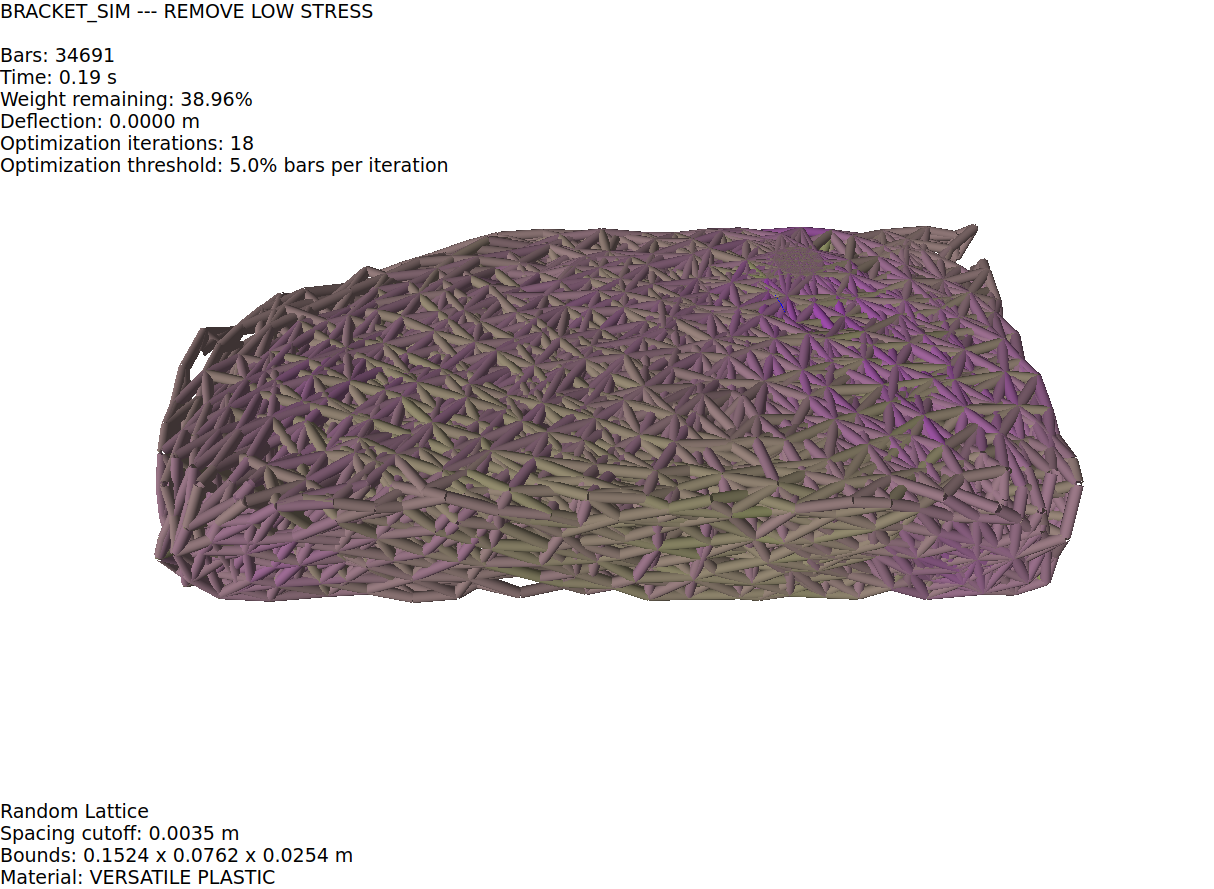 BRACKET_SIM --- REMOVE LOW STRESS
Bars: 34691
Time: 0.19 s
Weight remaining: 38.96%
Deflection: 0.0000 m
Optimization iterations: 18
Optimization threshold: 5.0% bars per iteration
Random Lattice
Spacing cutoff: 0.0035 m
Bounds: 0.1524 x 0.0762 x 0.0254 m
Material: VERSATILE PLASTIC